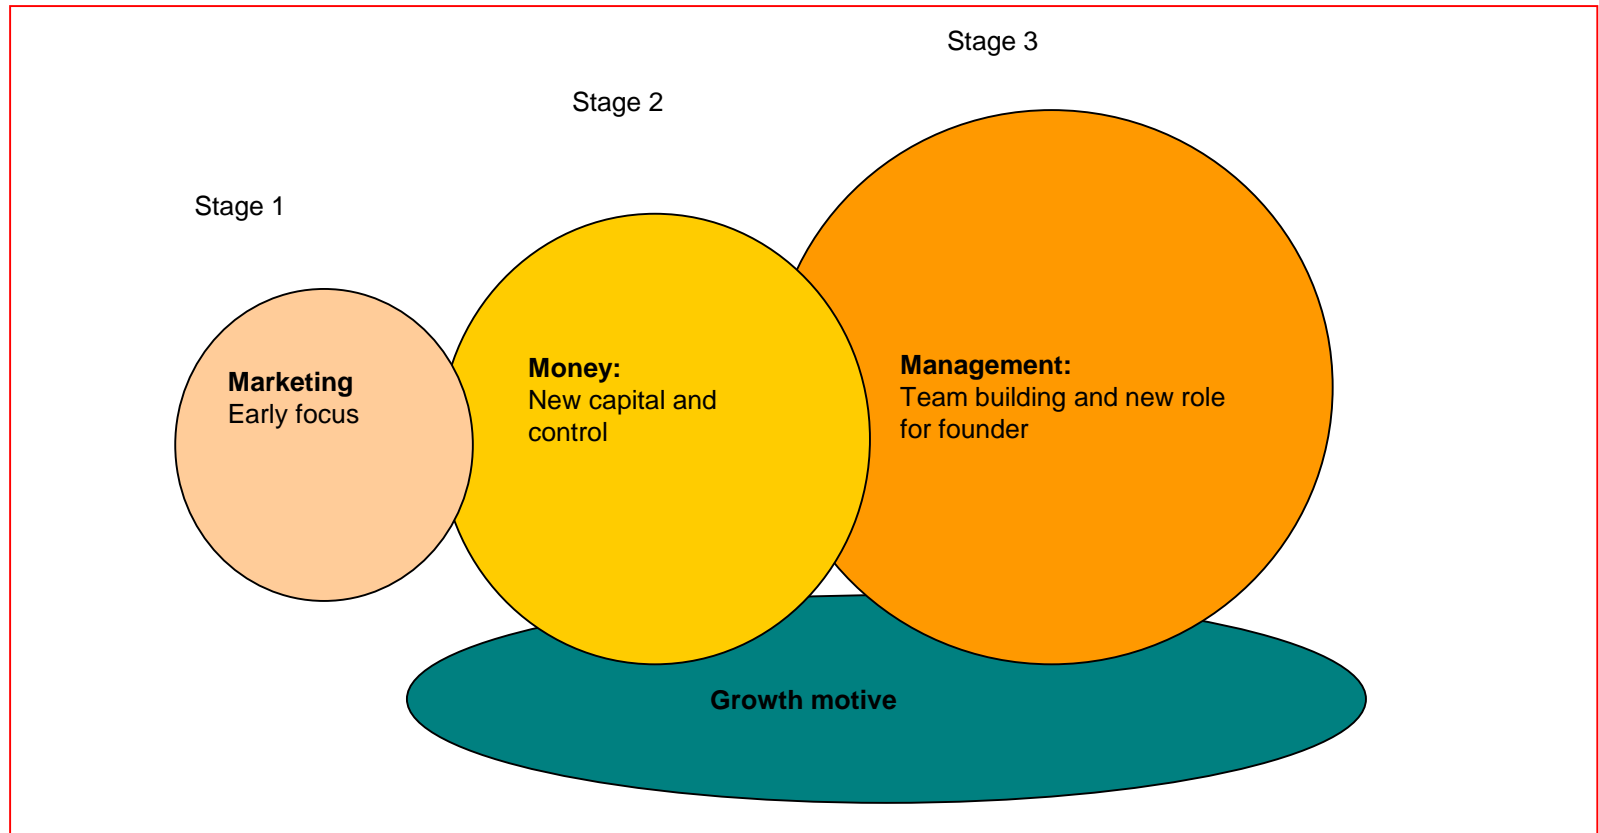 Stage 3
Stage 2
Stage 1
Marketing
Early focus
Money:
New capital and
control
Management:
Team building and new role
for founder
Growth motive